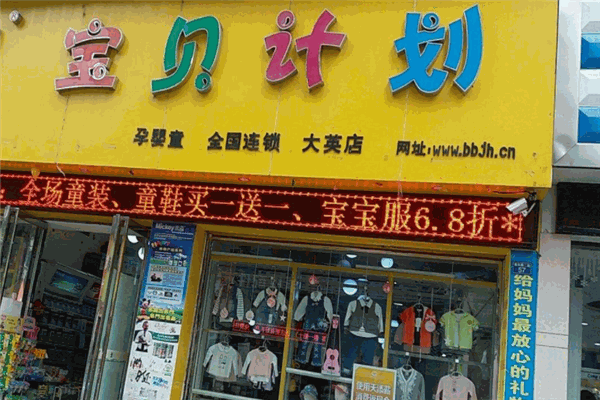 宝贝计划
孕婴童 全国连锁 大英店 网址:www.bbjh.cn
全场童装、童鞋买一送一、宝宝服6.8折*
Mickey
57
给妈妈最放心的礼